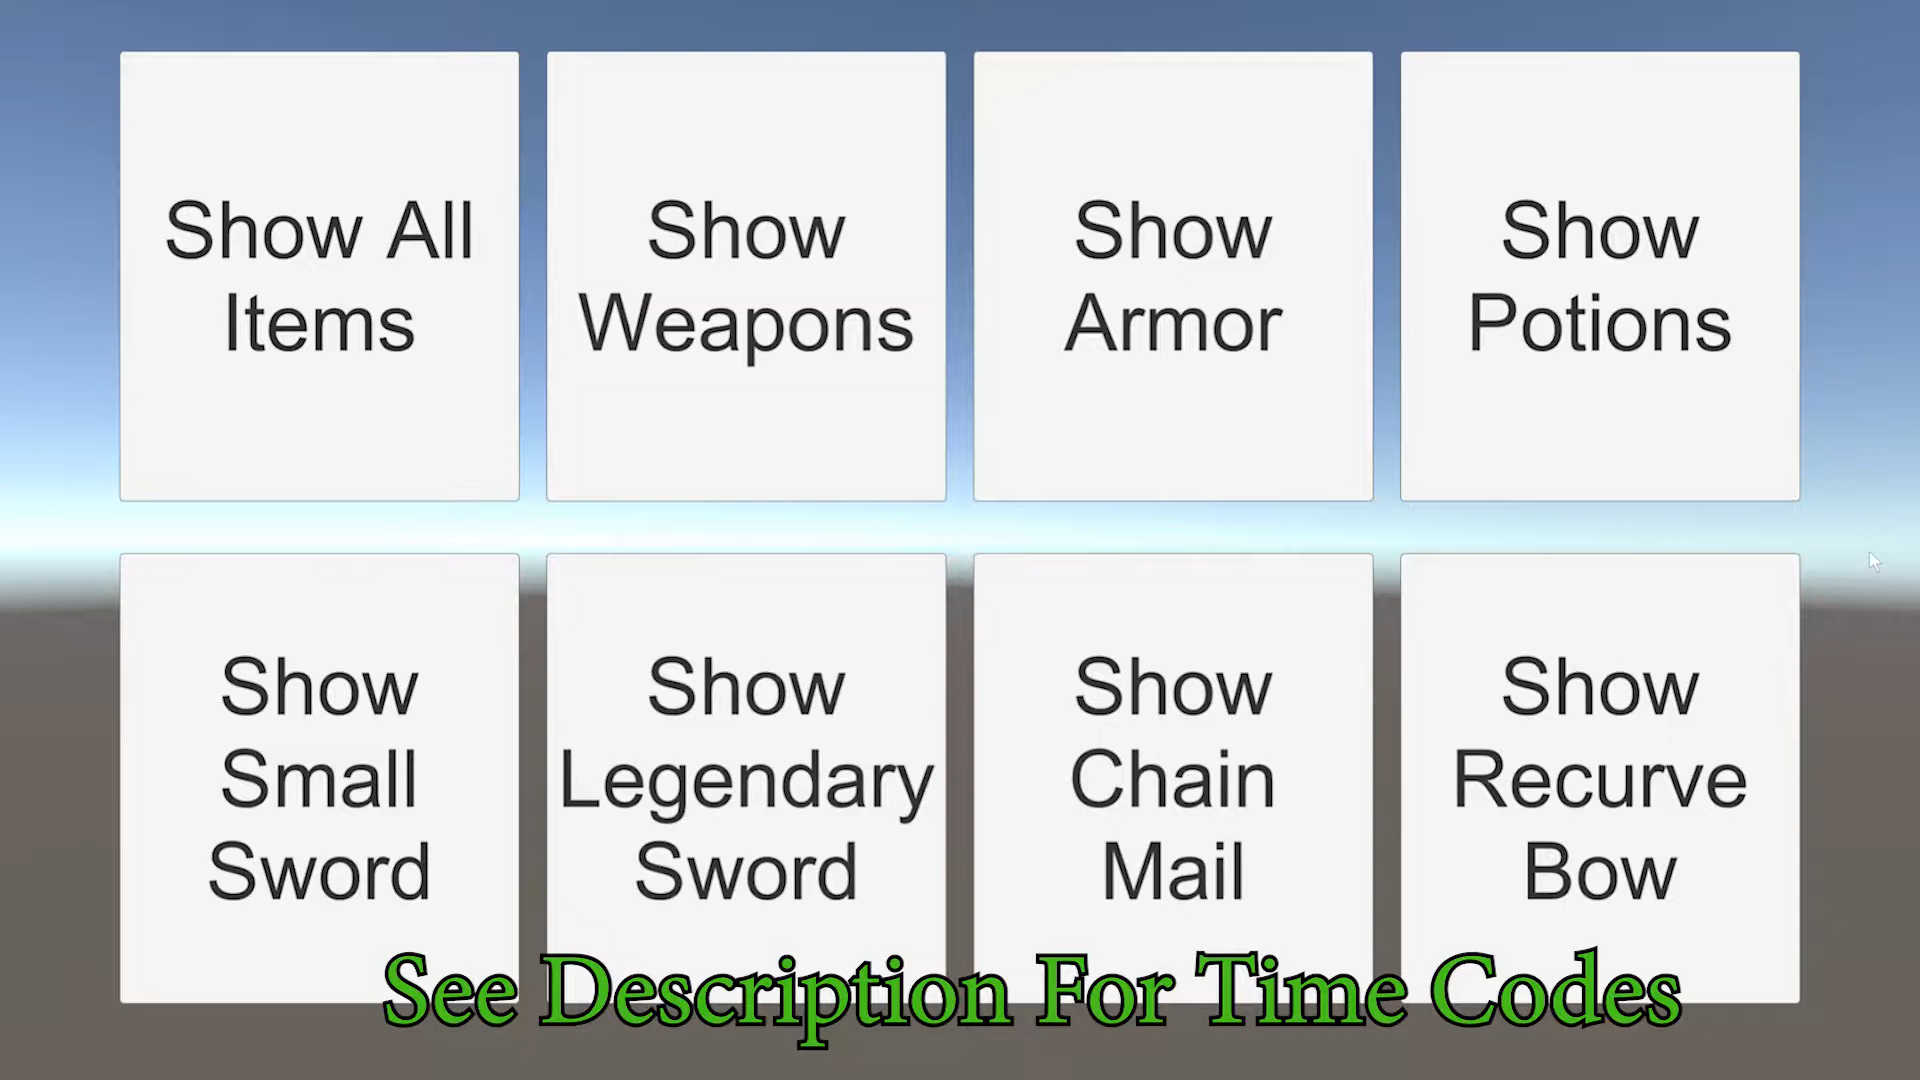 Show All
Items
Show
Weapons
Show
Armor
Show
Potions
Show
Small
Sword
Show
Legendary
Sword
Show
Chain
Mail
Show
Recurve
Bow
See Description For Time Codes